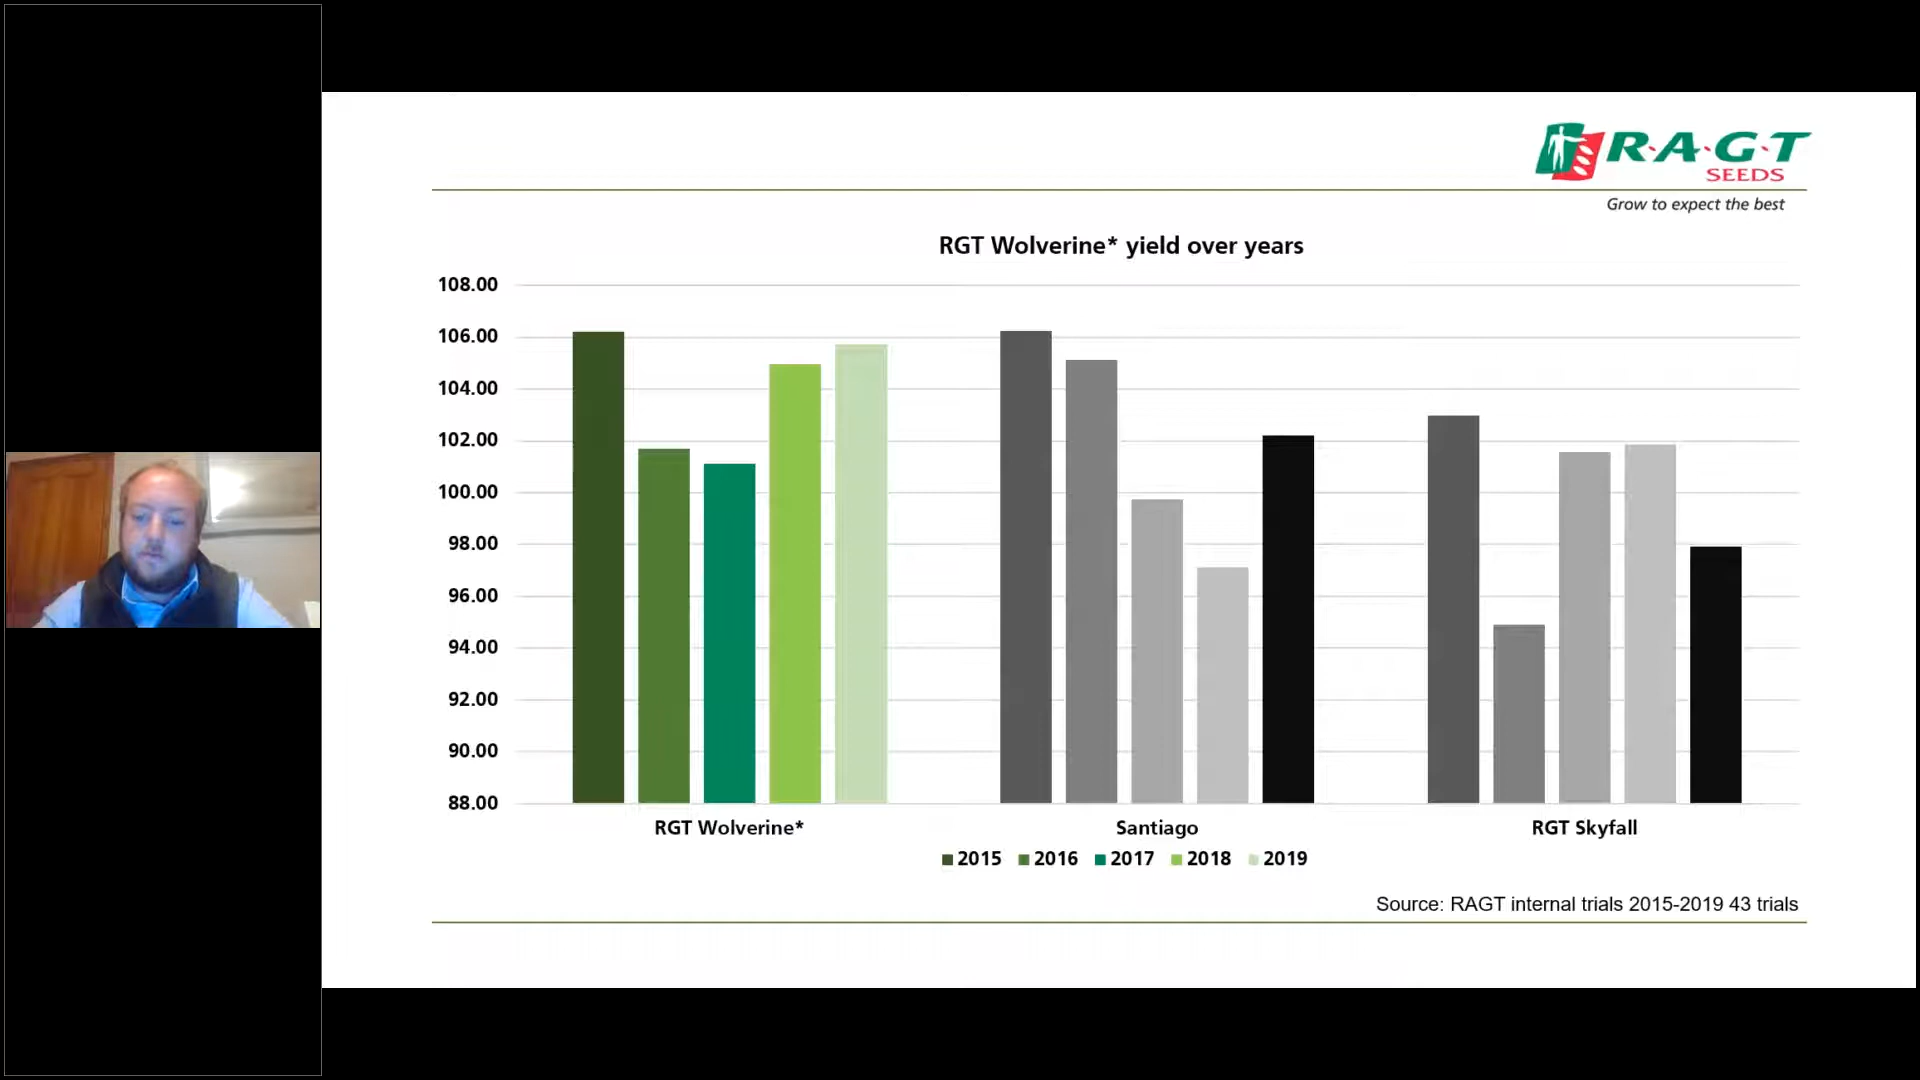 R·A·G·T
SEEDS
Grow to expect the best
RGT Wolverine* yield over years
108.00
106.00
104.00
102.00
100.00
98.00
96.00
94.00
92.00
90.00
88.00
RGT Wolverine* Santiago RGT Skyfall
2015 2016 2017 2018 2019
Source: RAGT internal trials 2015-2019 43 trials